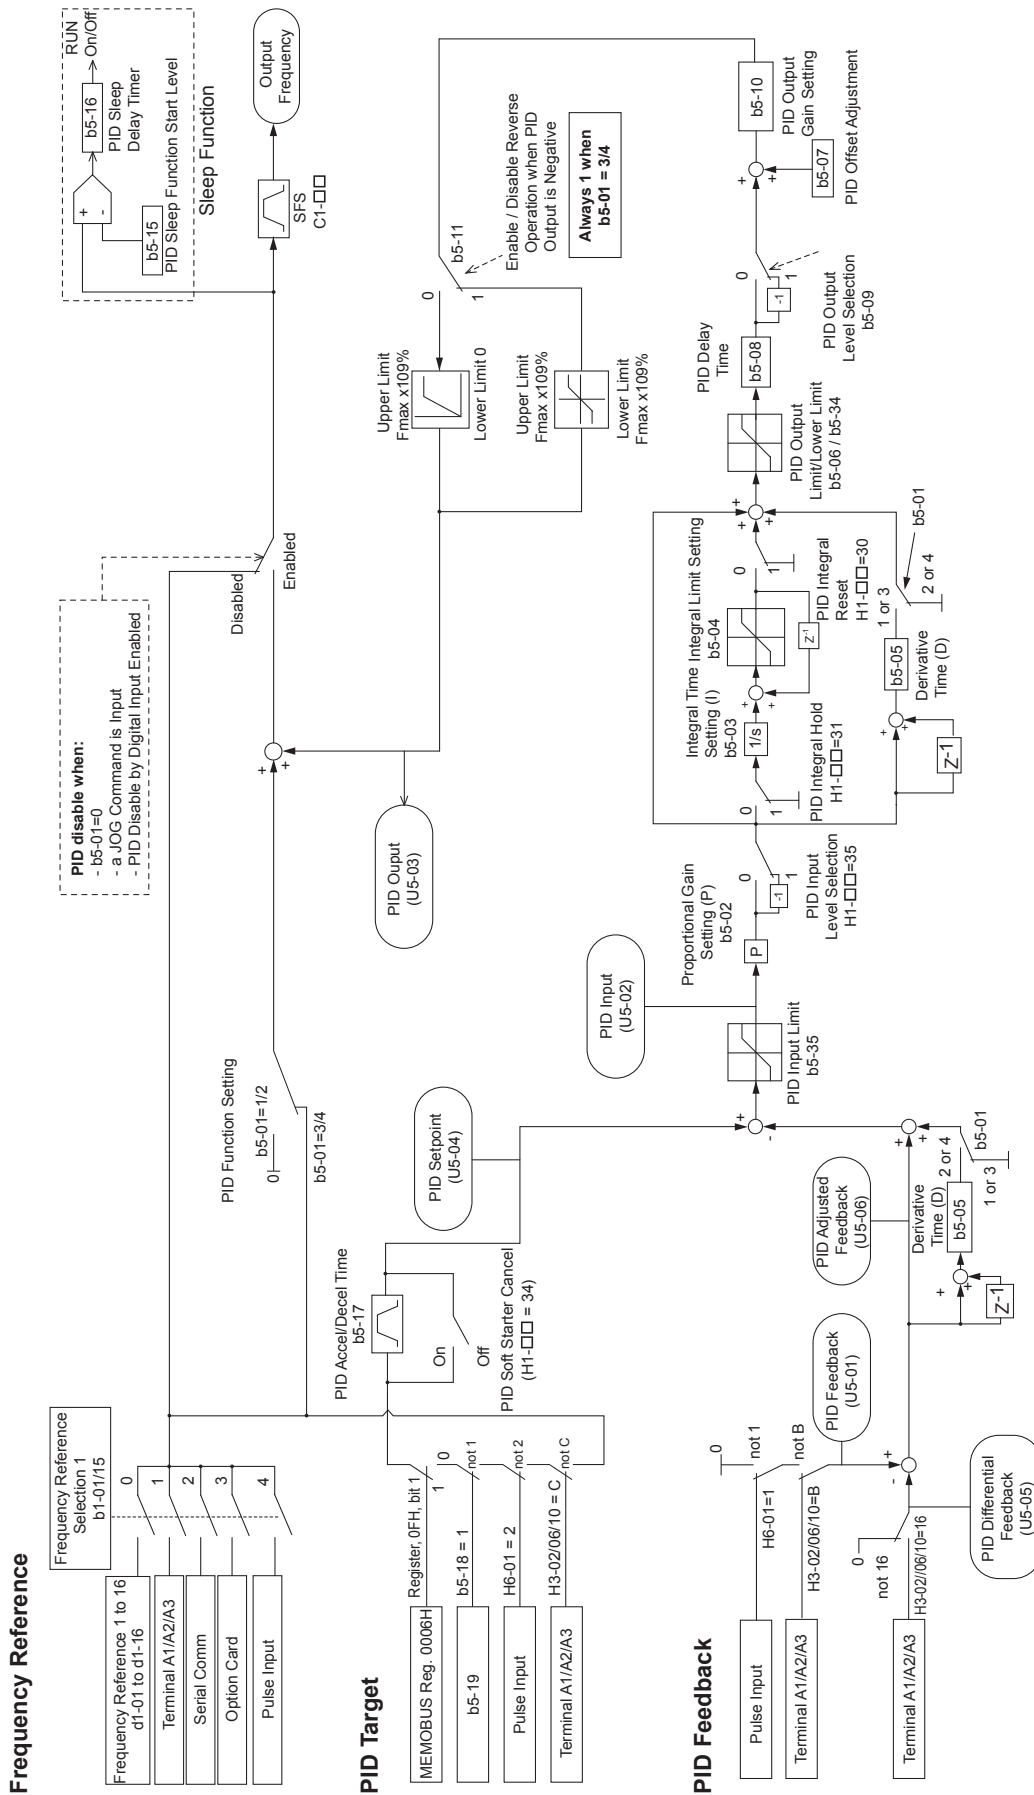 Frequency Reference
Frequency Reference
Selection 1
b1-01/15
Frequency Reference 1 to 16
d1-01 to d1-16
Terminal A1/A2/A3
Serial Comm
Option Card
Pulse Input
0
1
2
3
4
PID Function Setting
0
b5-01=1/2
b5-01=3/4
PID disable when:
- b5-01=0
- a JOG Command is Input
- PID Disable by Digital Input Enabled
Disabled
Enabled
+
+
RUN
On/Off
b5-16
PID Sleep
Delay Timer
+
-
b5-15
PID Sleep Function Start Level
Sleep Function
SFS
C1-□□
Output
Frequency
PID Target
MEMOBUS Reg. 0006H
b5-19
Pulse Input
Terminal A1/A2/A3
Register, 0FH, bit 1
1
0
b5-18 = 1
not 1
H6-01 = 2
not 2
H3-02/06/10 = C
not C
PID Accel/Decel Time
b5-17
On
Off
PID Soft Starter Cancel
(H1-□□ = 34)
PID Setpoint
(U5-04)
PID Ouput
(U5-03)
Upper Limit
Fmax x109%
Lower Limit 0
Upper Limit
Fmax x109%
Lower Limit
Fmax x109%
0
1
b5-11
Enable / Disable Reverse
Operation when PID
Output is Negative
Always 1 when
b5-01 = 3/4
PID Feedback
Pulse Input
Terminal A1/A2/A3
Terminal A1/A2/A3
H6-01=1
0
not 1
H3-02/06/10=B
not B
H3-02//06/10=16
0
not 16
PID Feedback
(U5-01)
+
-
PID Differential
Feedback
(U5-05)
PID Adjusted
Feedback
(U5-06)
Z-1
+
+
Derivative
Time (D)
b5-05
2 or 4
1 or 3
b5-01
+
+
+
-
PID Input Limit
b5-35
PID Input
(U5-02)
Proportional Gain
Setting (P)
b5-02
P
0
-1
1
PID Input
Level Selection
H1-□□=35
0
1
PID Integral Hold
H1-□□=31
Integral Time
Setting (I)
b5-03
1/s
+
+
Integral Limit Setting
b5-04
Z-1
0
1
PID Integral
Reset
H1-□□=30
Z-1
+
+
b5-05
Derivative
Time (D)
1 or 3
2 or 4
b5-01
+
+
+
PID Output
Limit/Lower Limit
b5-06 / b5-34
PID Delay
Time
b5-08
0
-1
1
PID Output
Level Selection
b5-09
+
+
b5-07
PID Offset Adjustment
b5-10
PID Output
Gain Setting